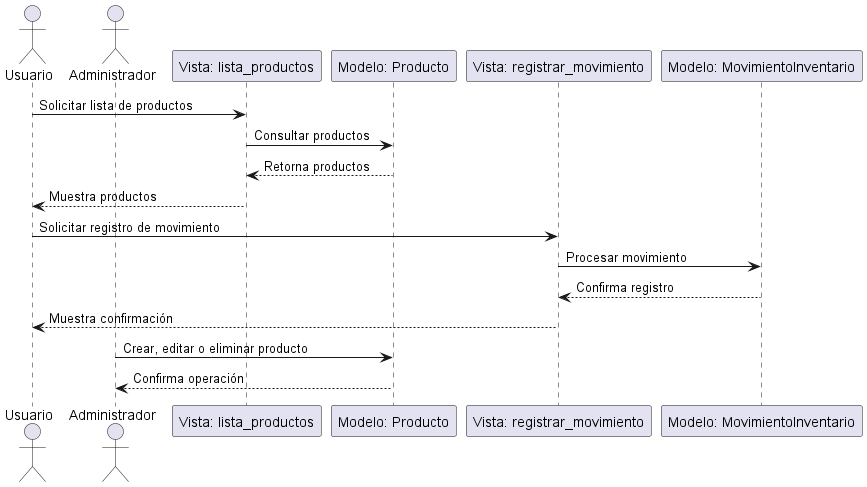 Usuario
Administrador
Vista: lista_productos
Modelo: Producto
Vista: registrar_movimiento
Modelo: MovimientoInventario
Solicitar lista de productos
Consultar productos
Retorna productos
Muestra productos
Solicitar registro de movimiento
Procesar movimiento
Confirma registro
Muestra confirmación
Crear, editar o eliminar producto
Confirma operación
Usuario
Administrador
Vista: lista_productos
Modelo: Producto
Vista: registrar_movimiento
Modelo: MovimientoInventario